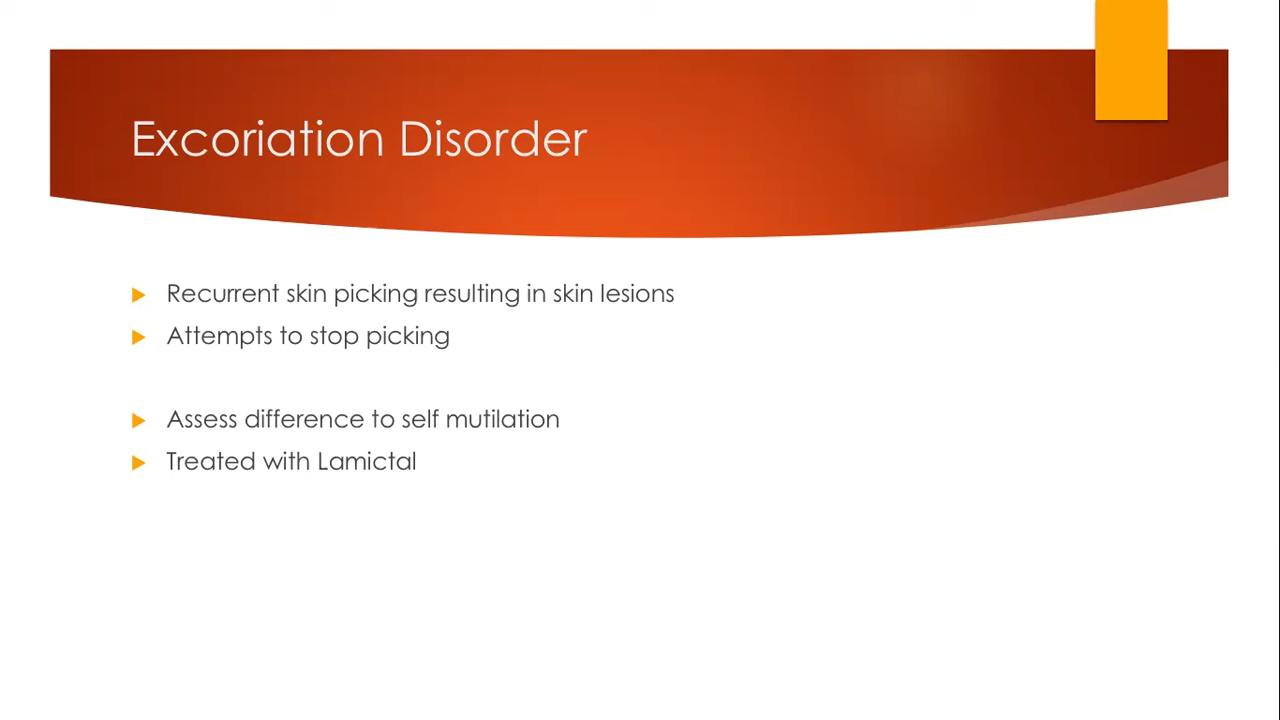 Excoriation Disorder
Recurrent skin picking resulting in skin lesions
Attempts to stop picking
Assess difference to self mutilation
Treated with Lamictal